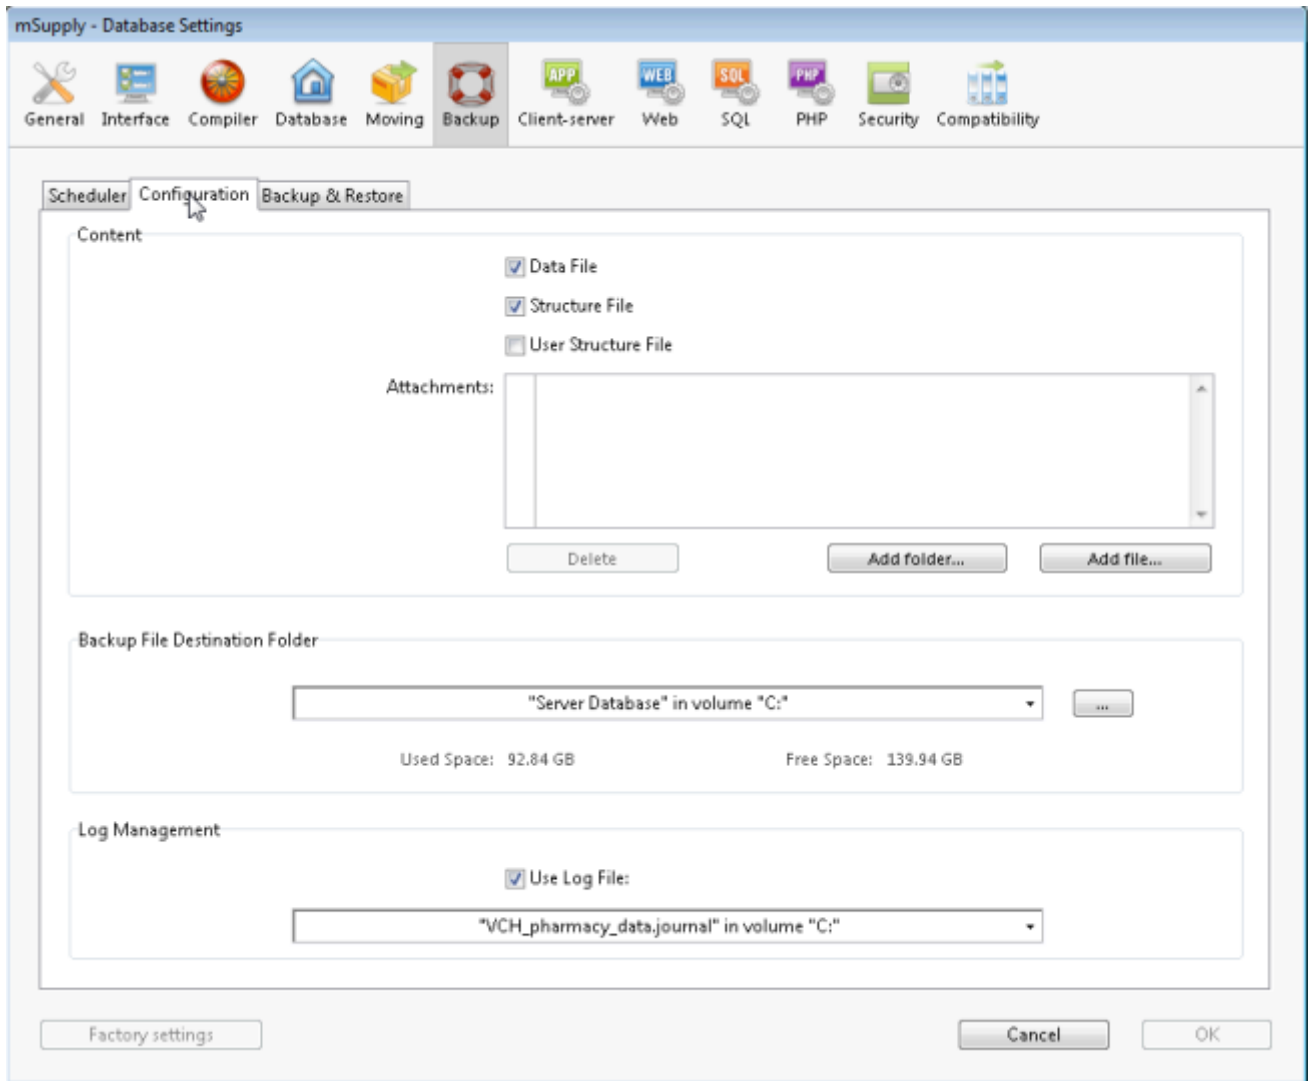 mSupply - Database Settings
APP WEB SQL PHP
General Interface Compiler Database Moving Backup Client-server Web SQL PHP Security Compatibility
Scheduler Configuration Backup & Restore
Content
Data File
Structure File
User Structure File
Attachments:
Delete Add folder... Add file...
Backup File Destination Folder
"Server Database" in volume "C:" ...
Used Space: 92.84 GB Free Space: 139.94 GB
Log Management
Use Log File:
"VCH_pharmacy_data.journal" in volume "C:"
Factory settings Cancel OK